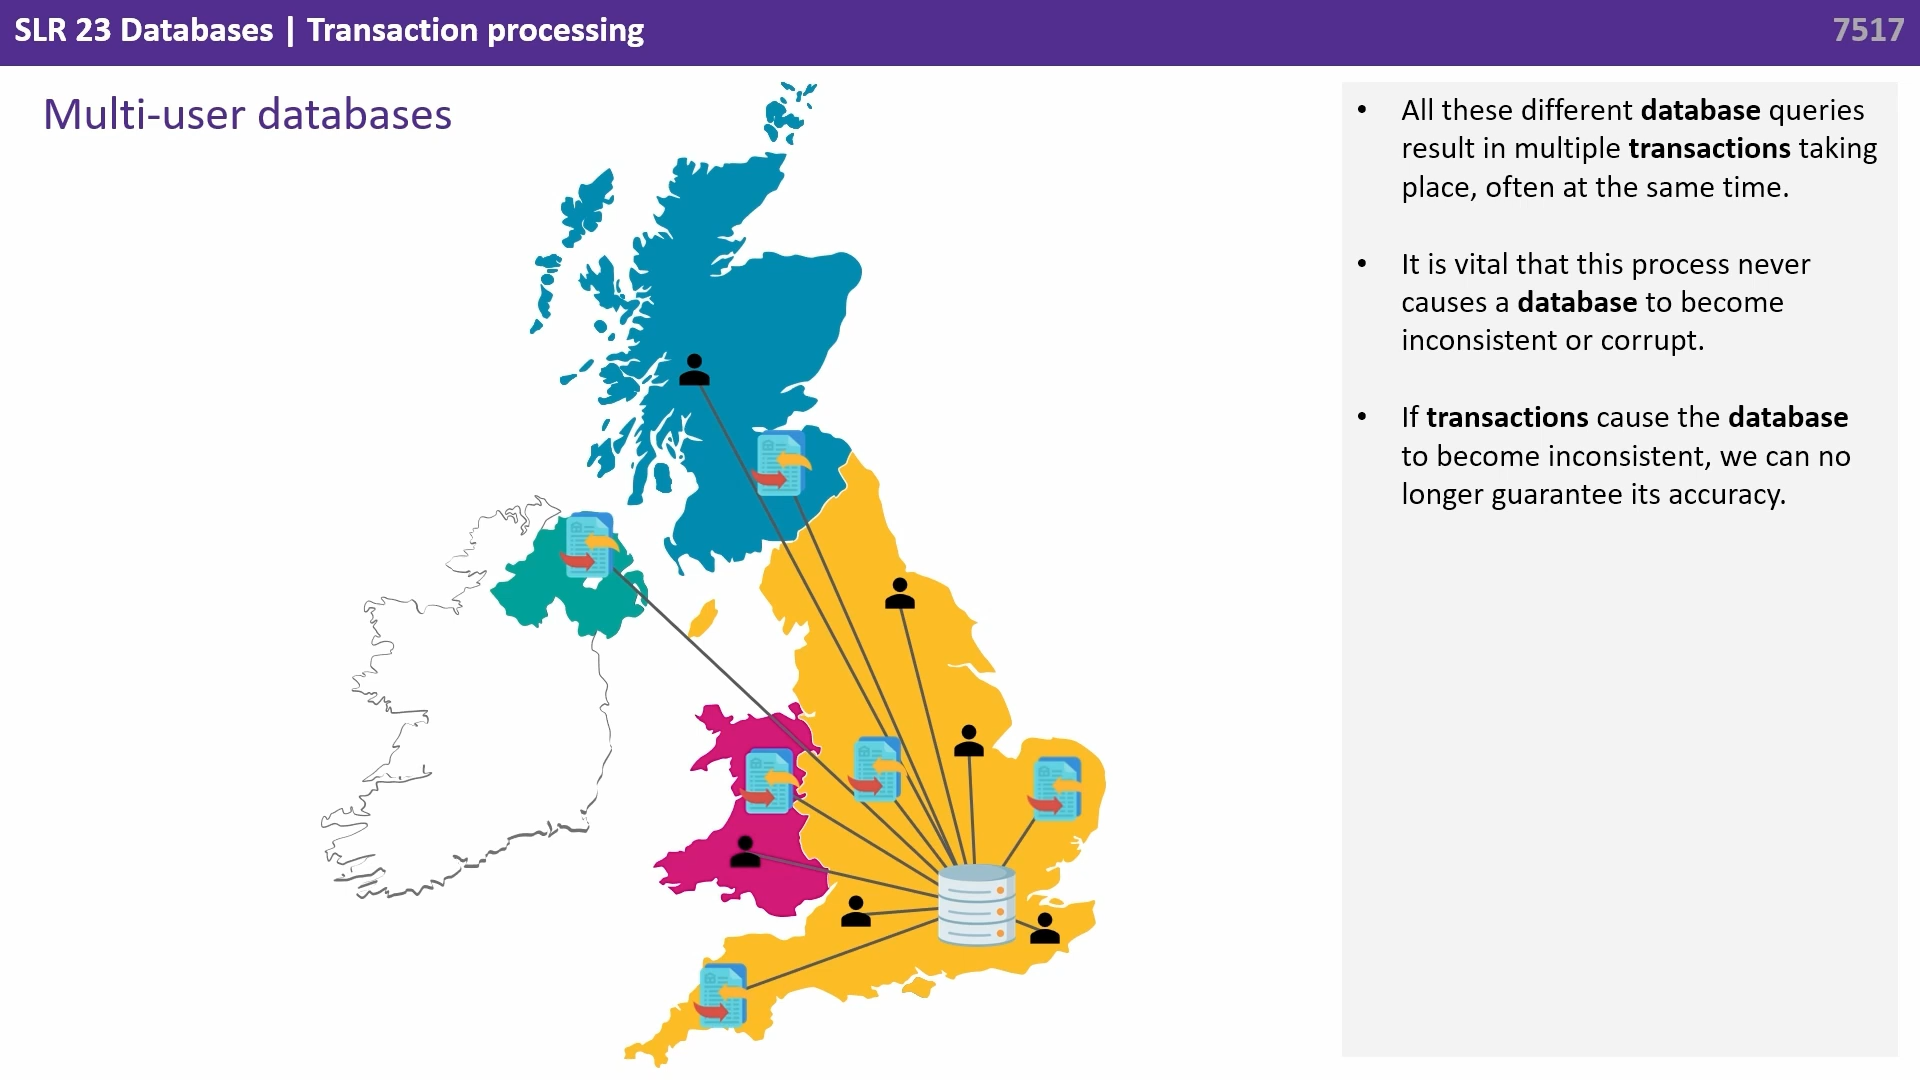 SLR 23 Databases | Transaction processing
7517
Multi-user databases
• All these different database queries
result in multiple transactions taking
place, often at the same time.
• It is vital that this process never
causes a database to become
inconsistent or corrupt.
• If transactions cause the database
to become inconsistent, we can no
longer guarantee its accuracy.